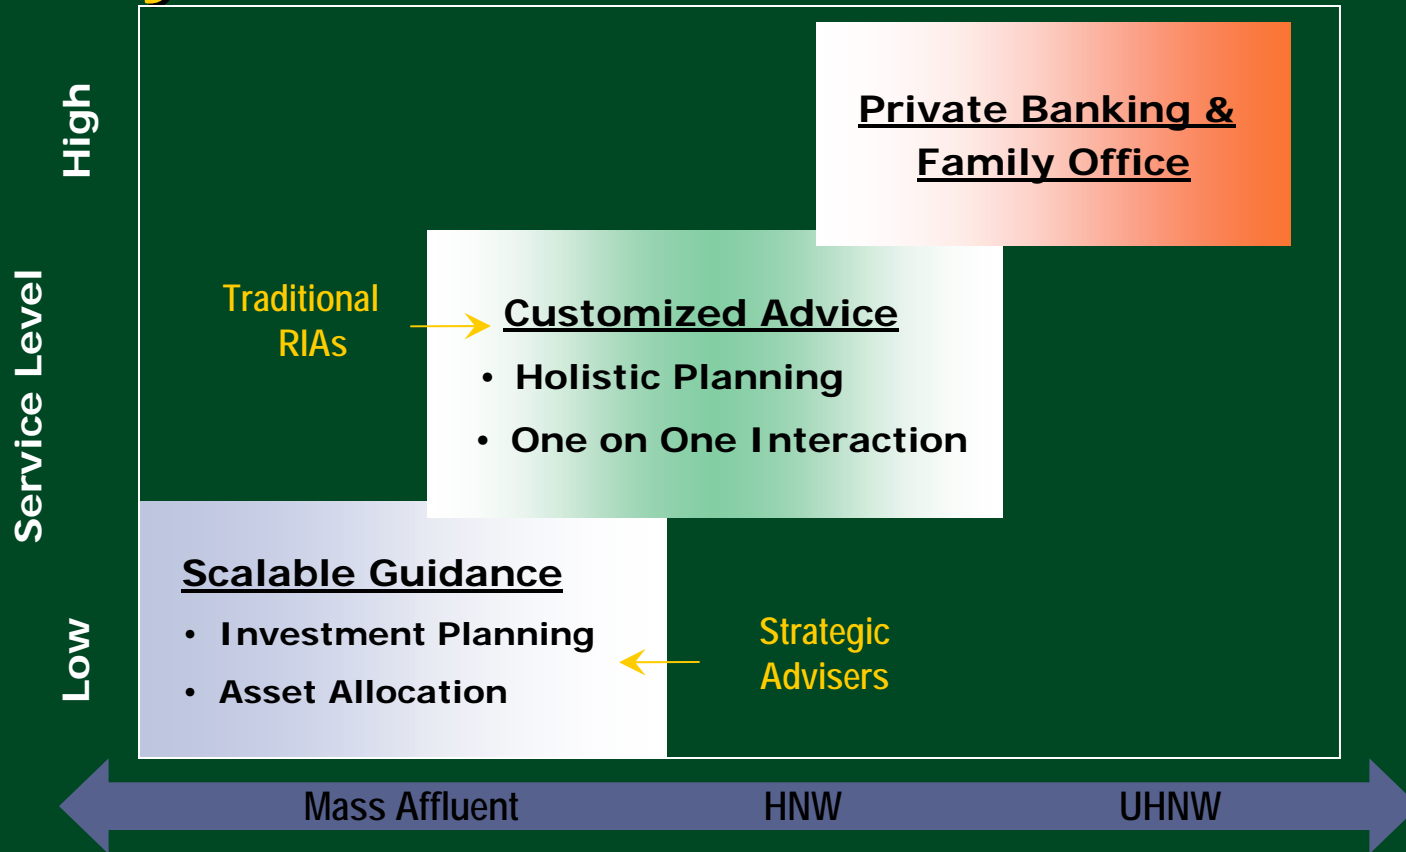 High
Service Level
Low
Private Banking &
Family Office
Traditional
RIAs
Customized Advice
• Holistic Planning
• One on One Interaction
Scalable Guidance
• Investment Planning
• Asset Allocation
Strategic
Advisers
Mass Affluent
HNW
UHNW